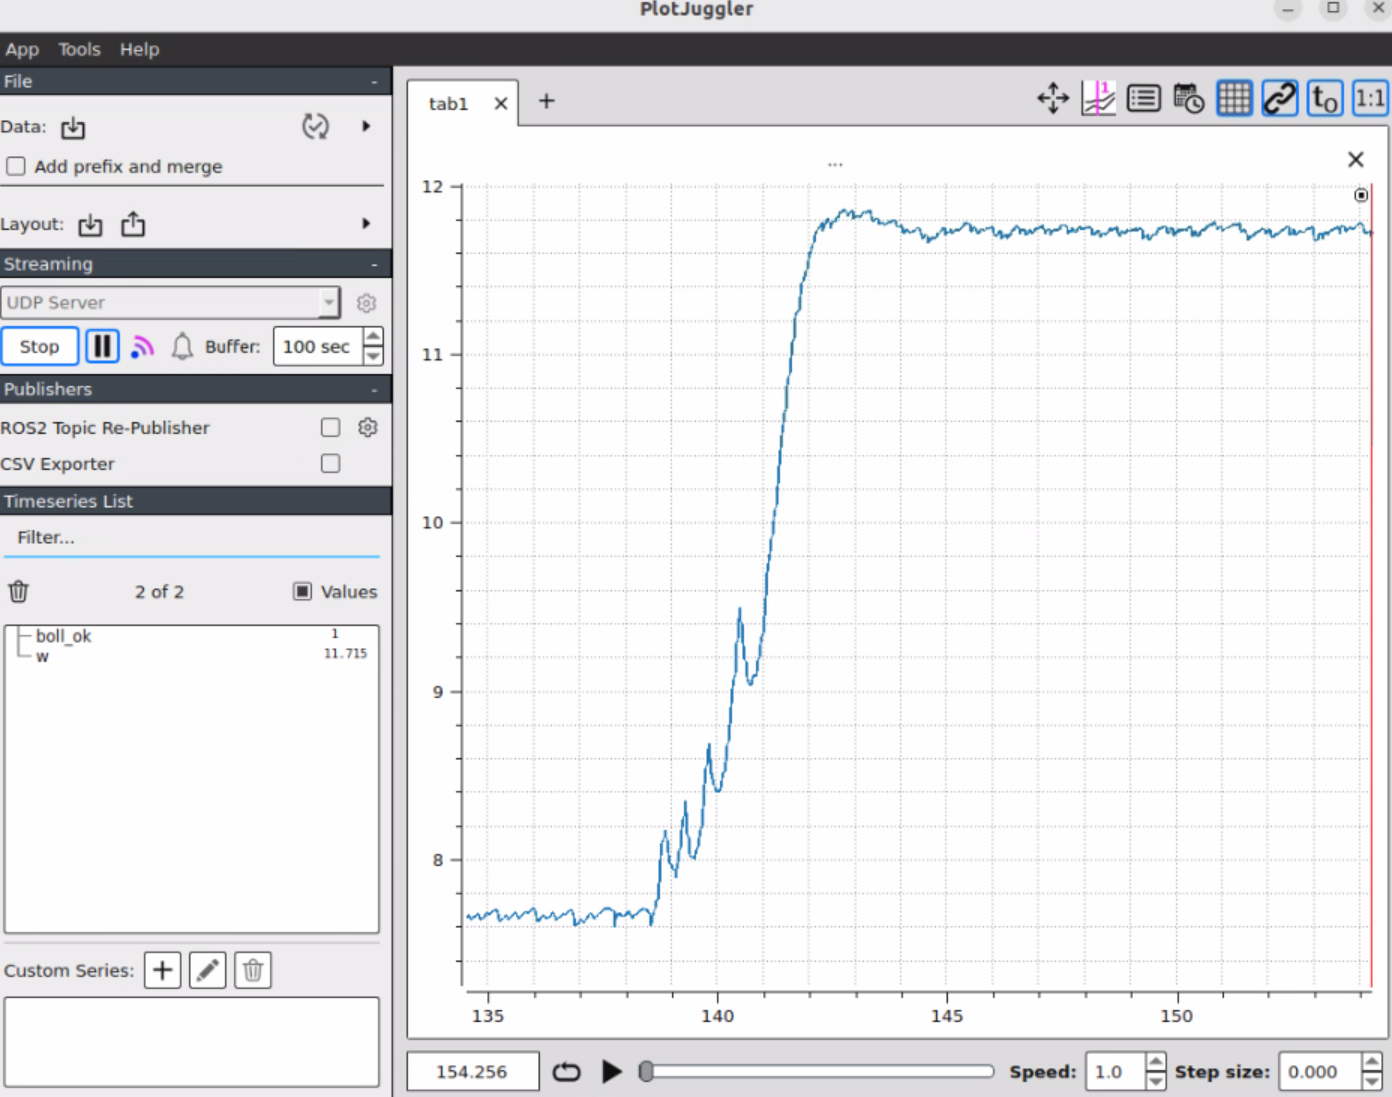 PlotJuggler
App Tools Help
File -
Data:
Add prefix and merge
Layout:
Streaming -
UDP Server
Stop Buffer: 100 sec
Publishers -
ROS2 Topic Re-Publisher
CSV Exporter
Timeseries List
Filter...
2 of 2 Values
boll_ok 1
w 11.715
Custom Series:
tab1
1
t0
1:1
...
12
11
10
9
8
135 140 145 150
154.256 Speed: 1.0 Step size: 0.000